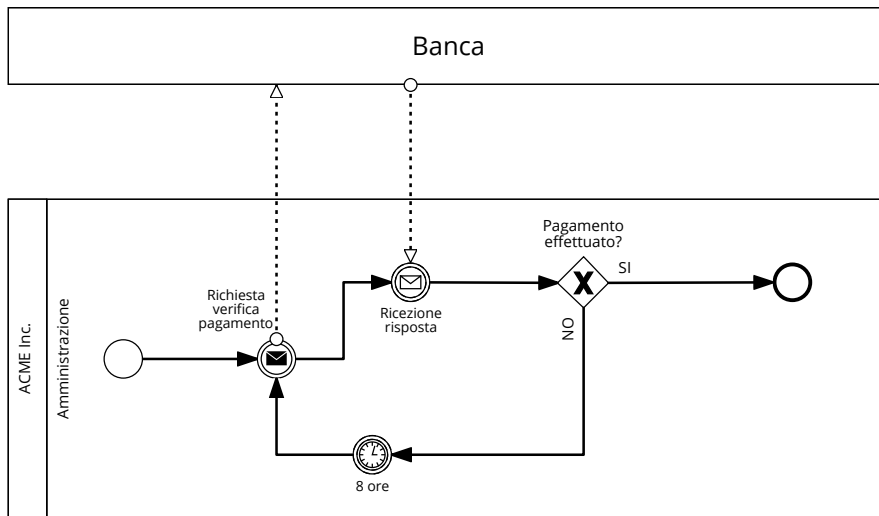 Banca
ACME Inc.
Amministrazione
Richiesta
verifica
pagamento
Ricezione
risposta
Pagamento
effettuato?
SI
NO
8 ore